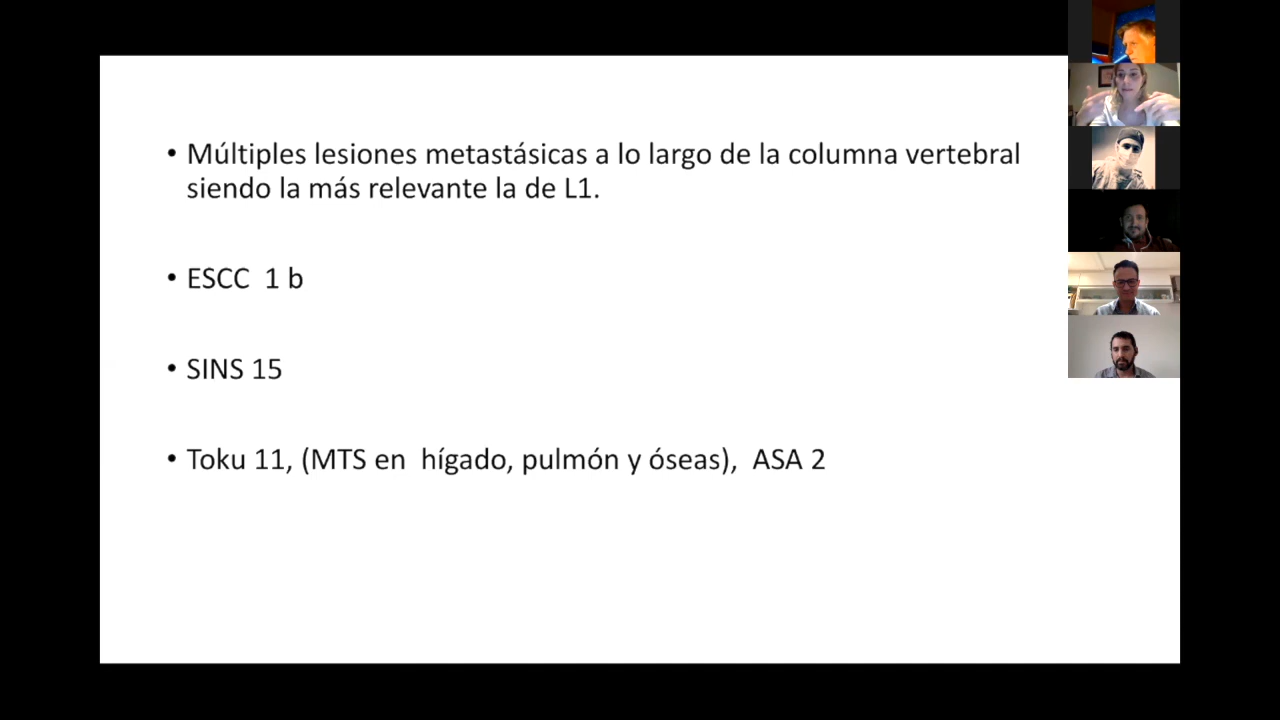 • Múltiples lesiones metastásicas a lo largo de la columna vertebral
siendo la más relevante la de L1.
• ESCC 1 b
• SINS 15
• Toku 11, (MTS en hígado, pulmón y óseas), ASA 2